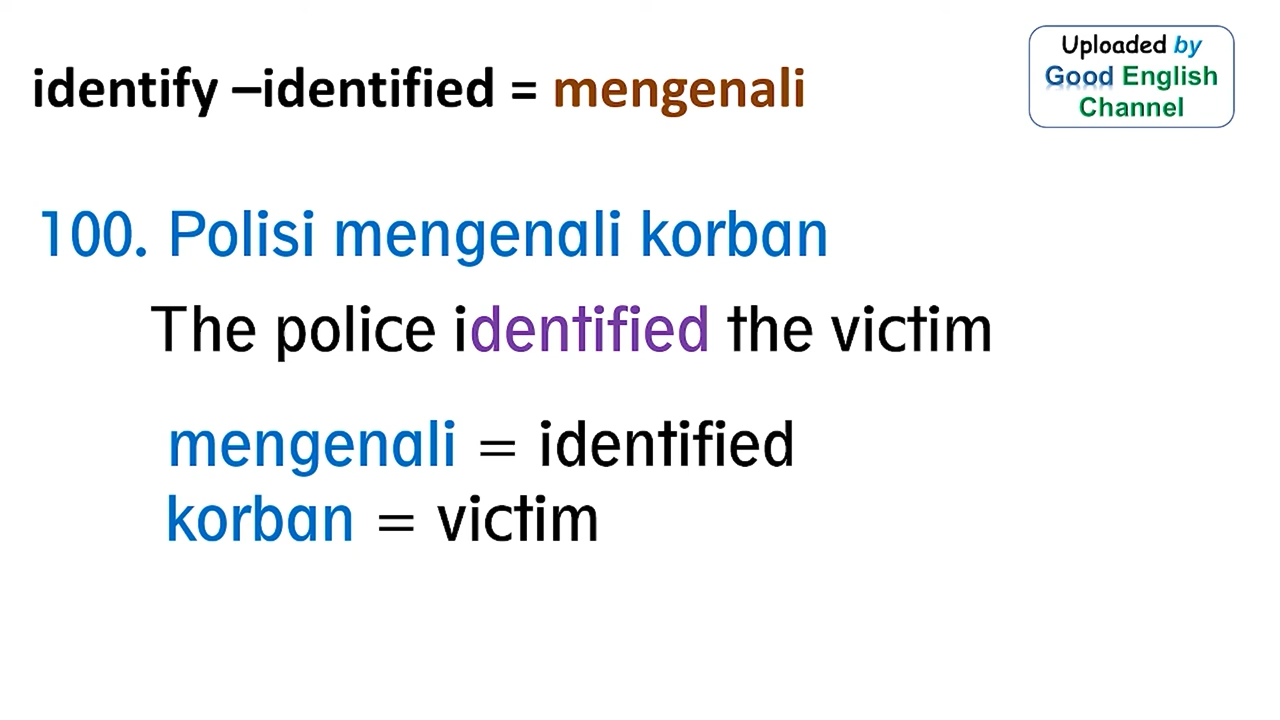 identify –identified = mengenali
Uploaded by
Good English
Channel
100. Polisi mengenali korban
The police identified the victim
mengenali = identified
korban = victim